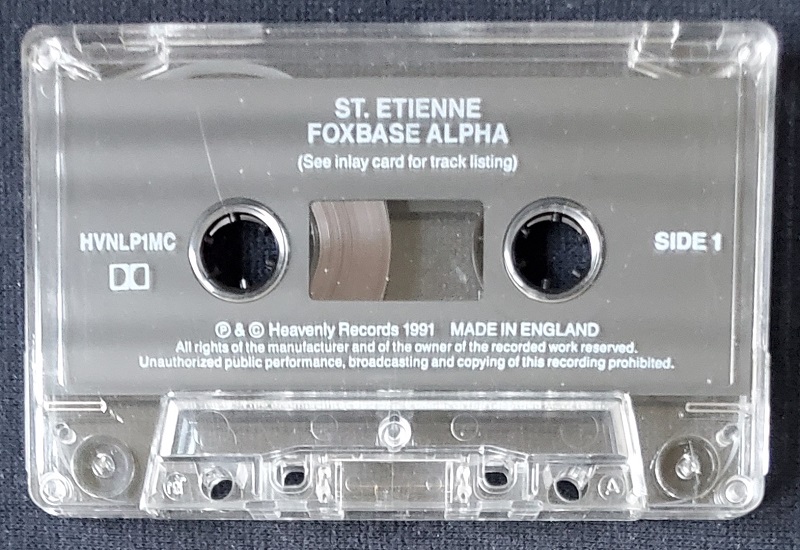 ST. ETIENNE
FOXBASE ALPHA
(See inlay card for track listing)
HVNLP1MC
SIDE 1
Ⓟ & © Heavenly Records 1991 MADE IN ENGLAND
All rights of the manufacturer and of the owner of the recorded work reserved.
Unauthorized public performance, broadcasting and copying of this recording prohibited.
A